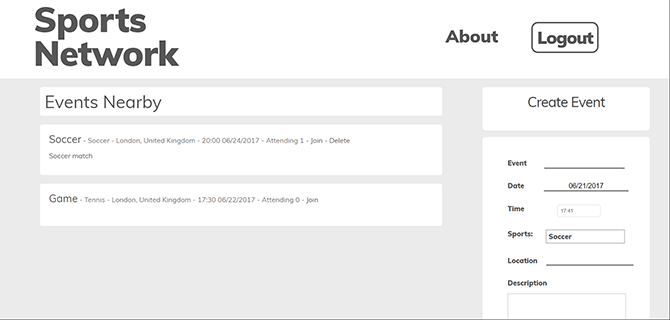 Sports
Network
About
Logout
Events Nearby
Soccer - Soccer - London, United Kingdom - 20:00 06/24/2017 - Attending 1 - Join - Delete
Soccer match
Game - Tennis - London, United Kingdom - 17:30 06/22/2017 - Attending 0 - Join
Create Event
Event
Date 06/21/2017
Time 17:41
Sports: Soccer
Location
Description